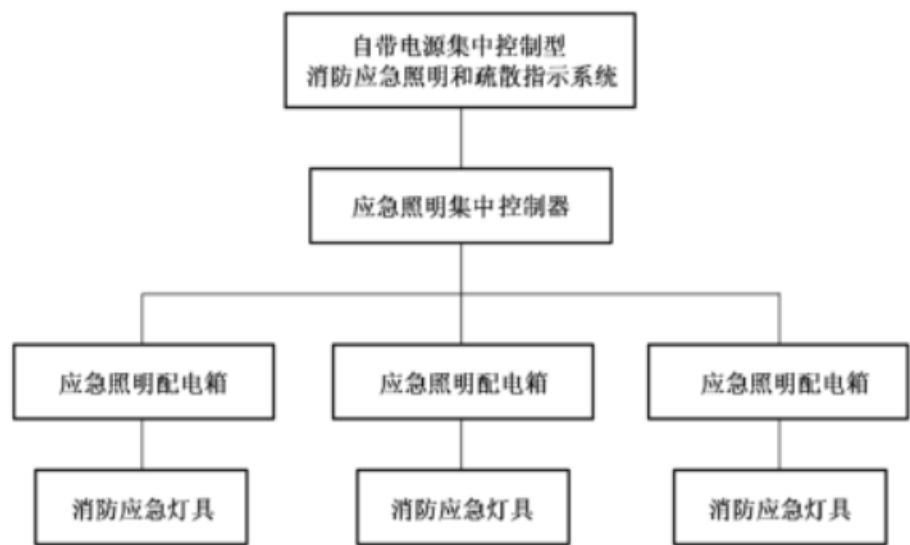 自带电源集中控制型
消防应急照明和疏散指示系统
应急照明集中控制器
应急照明配电箱
应急照明配电箱
应急照明配电箱
消防应急灯具
消防应急灯具
消防应急灯具